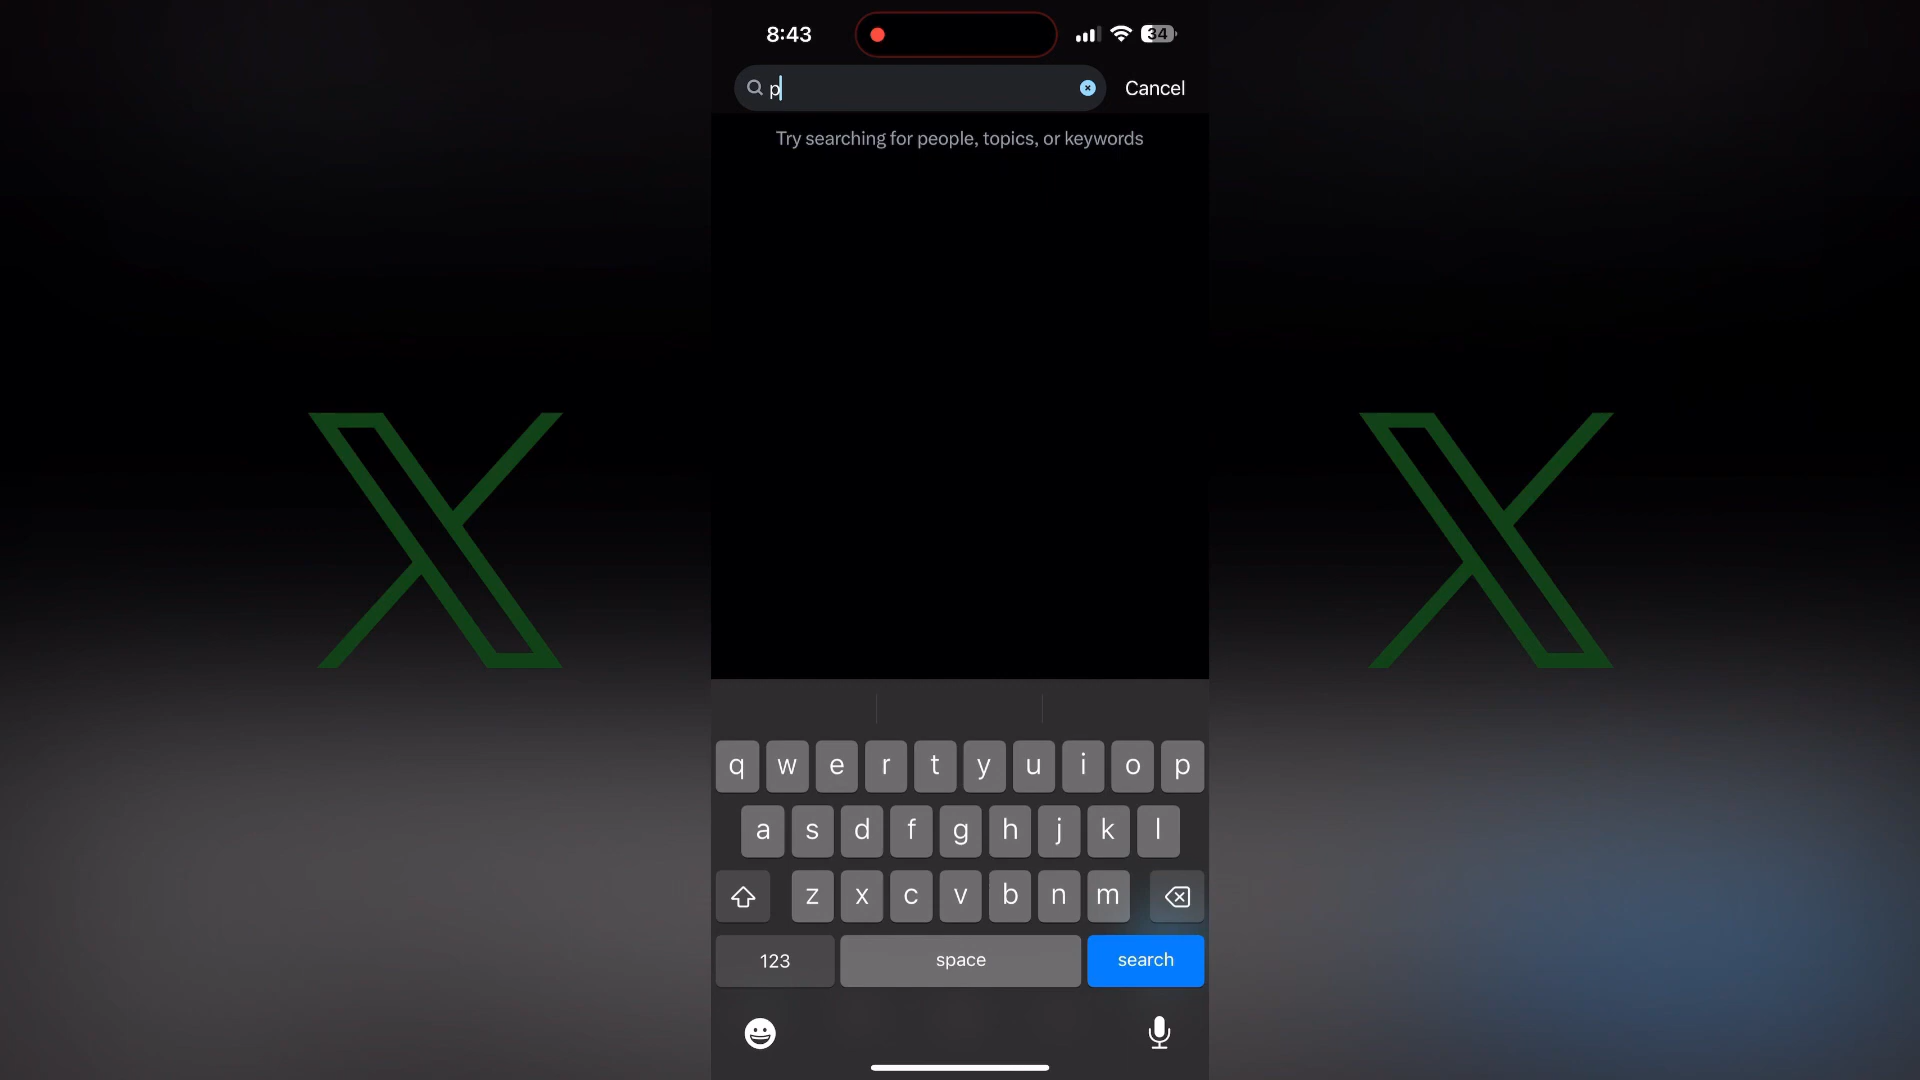 8:43
34
p
Cancel
Try searching for people, topics, or keywords
q w e r t y u i o p
a s d f g h j k l
z x c v b n m
123 space search